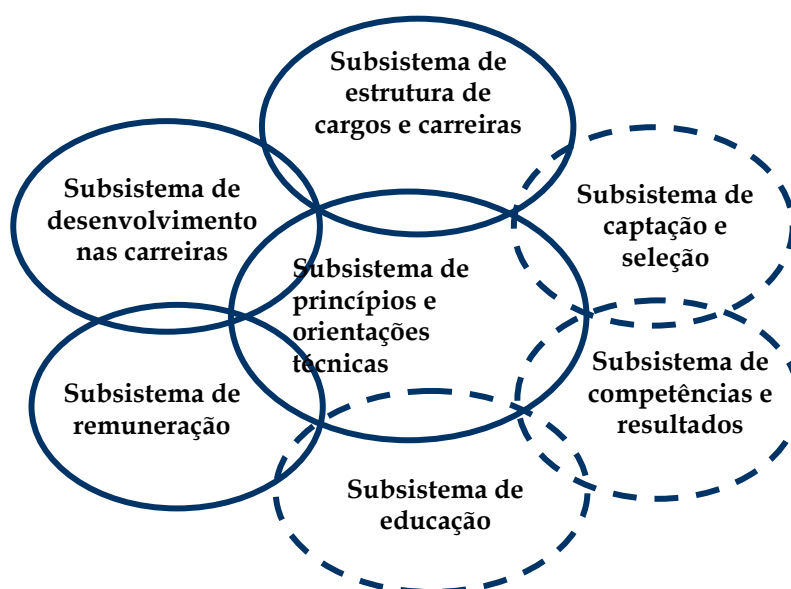 Subsistema de
estrutura de
cargos e carreiras
Subsistema de
desenvolvimento
nas carreiras
Subsistema de
captação e
seleção
Subsistema de
princípios e
orientações
técnicas
Subsistema de
remuneração
Subsistema de
competências e
resultados
Subsistema de
educação